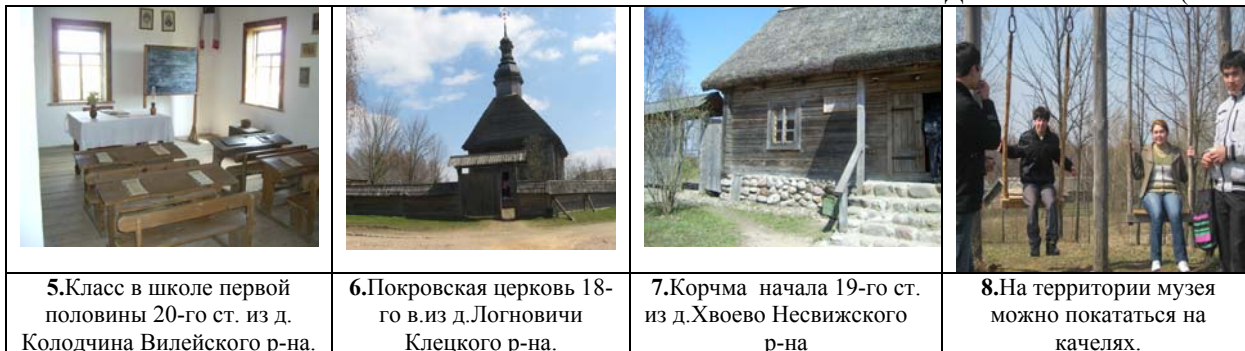 5.Класс в школе первой
половины 20-го ст. из д.
Колодчина Вилейского р-на.
6.Покровская церковь 18-
го в.из д.Логновичи
Клецкого р-на.
7.Корчма начала 19-го ст.
из д.Хвоево Несвижского
р-на
8.На территории музея
можно покататься на
качелях.